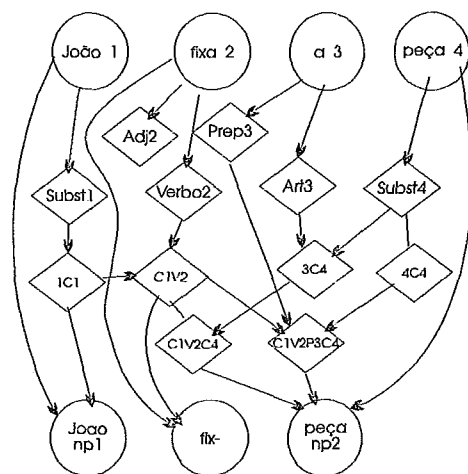 João 1
fixa 2
a 3
peça 4
Adj2
Prep3
Subst1
Verbo2
Art3
Subst4
1C1
C1V2
3C4
4C4
C1V2C4
C1V2P3C4
Joao
np1
fix-
peça
np2